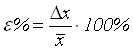 ε% = Δx / x̄ · 100%